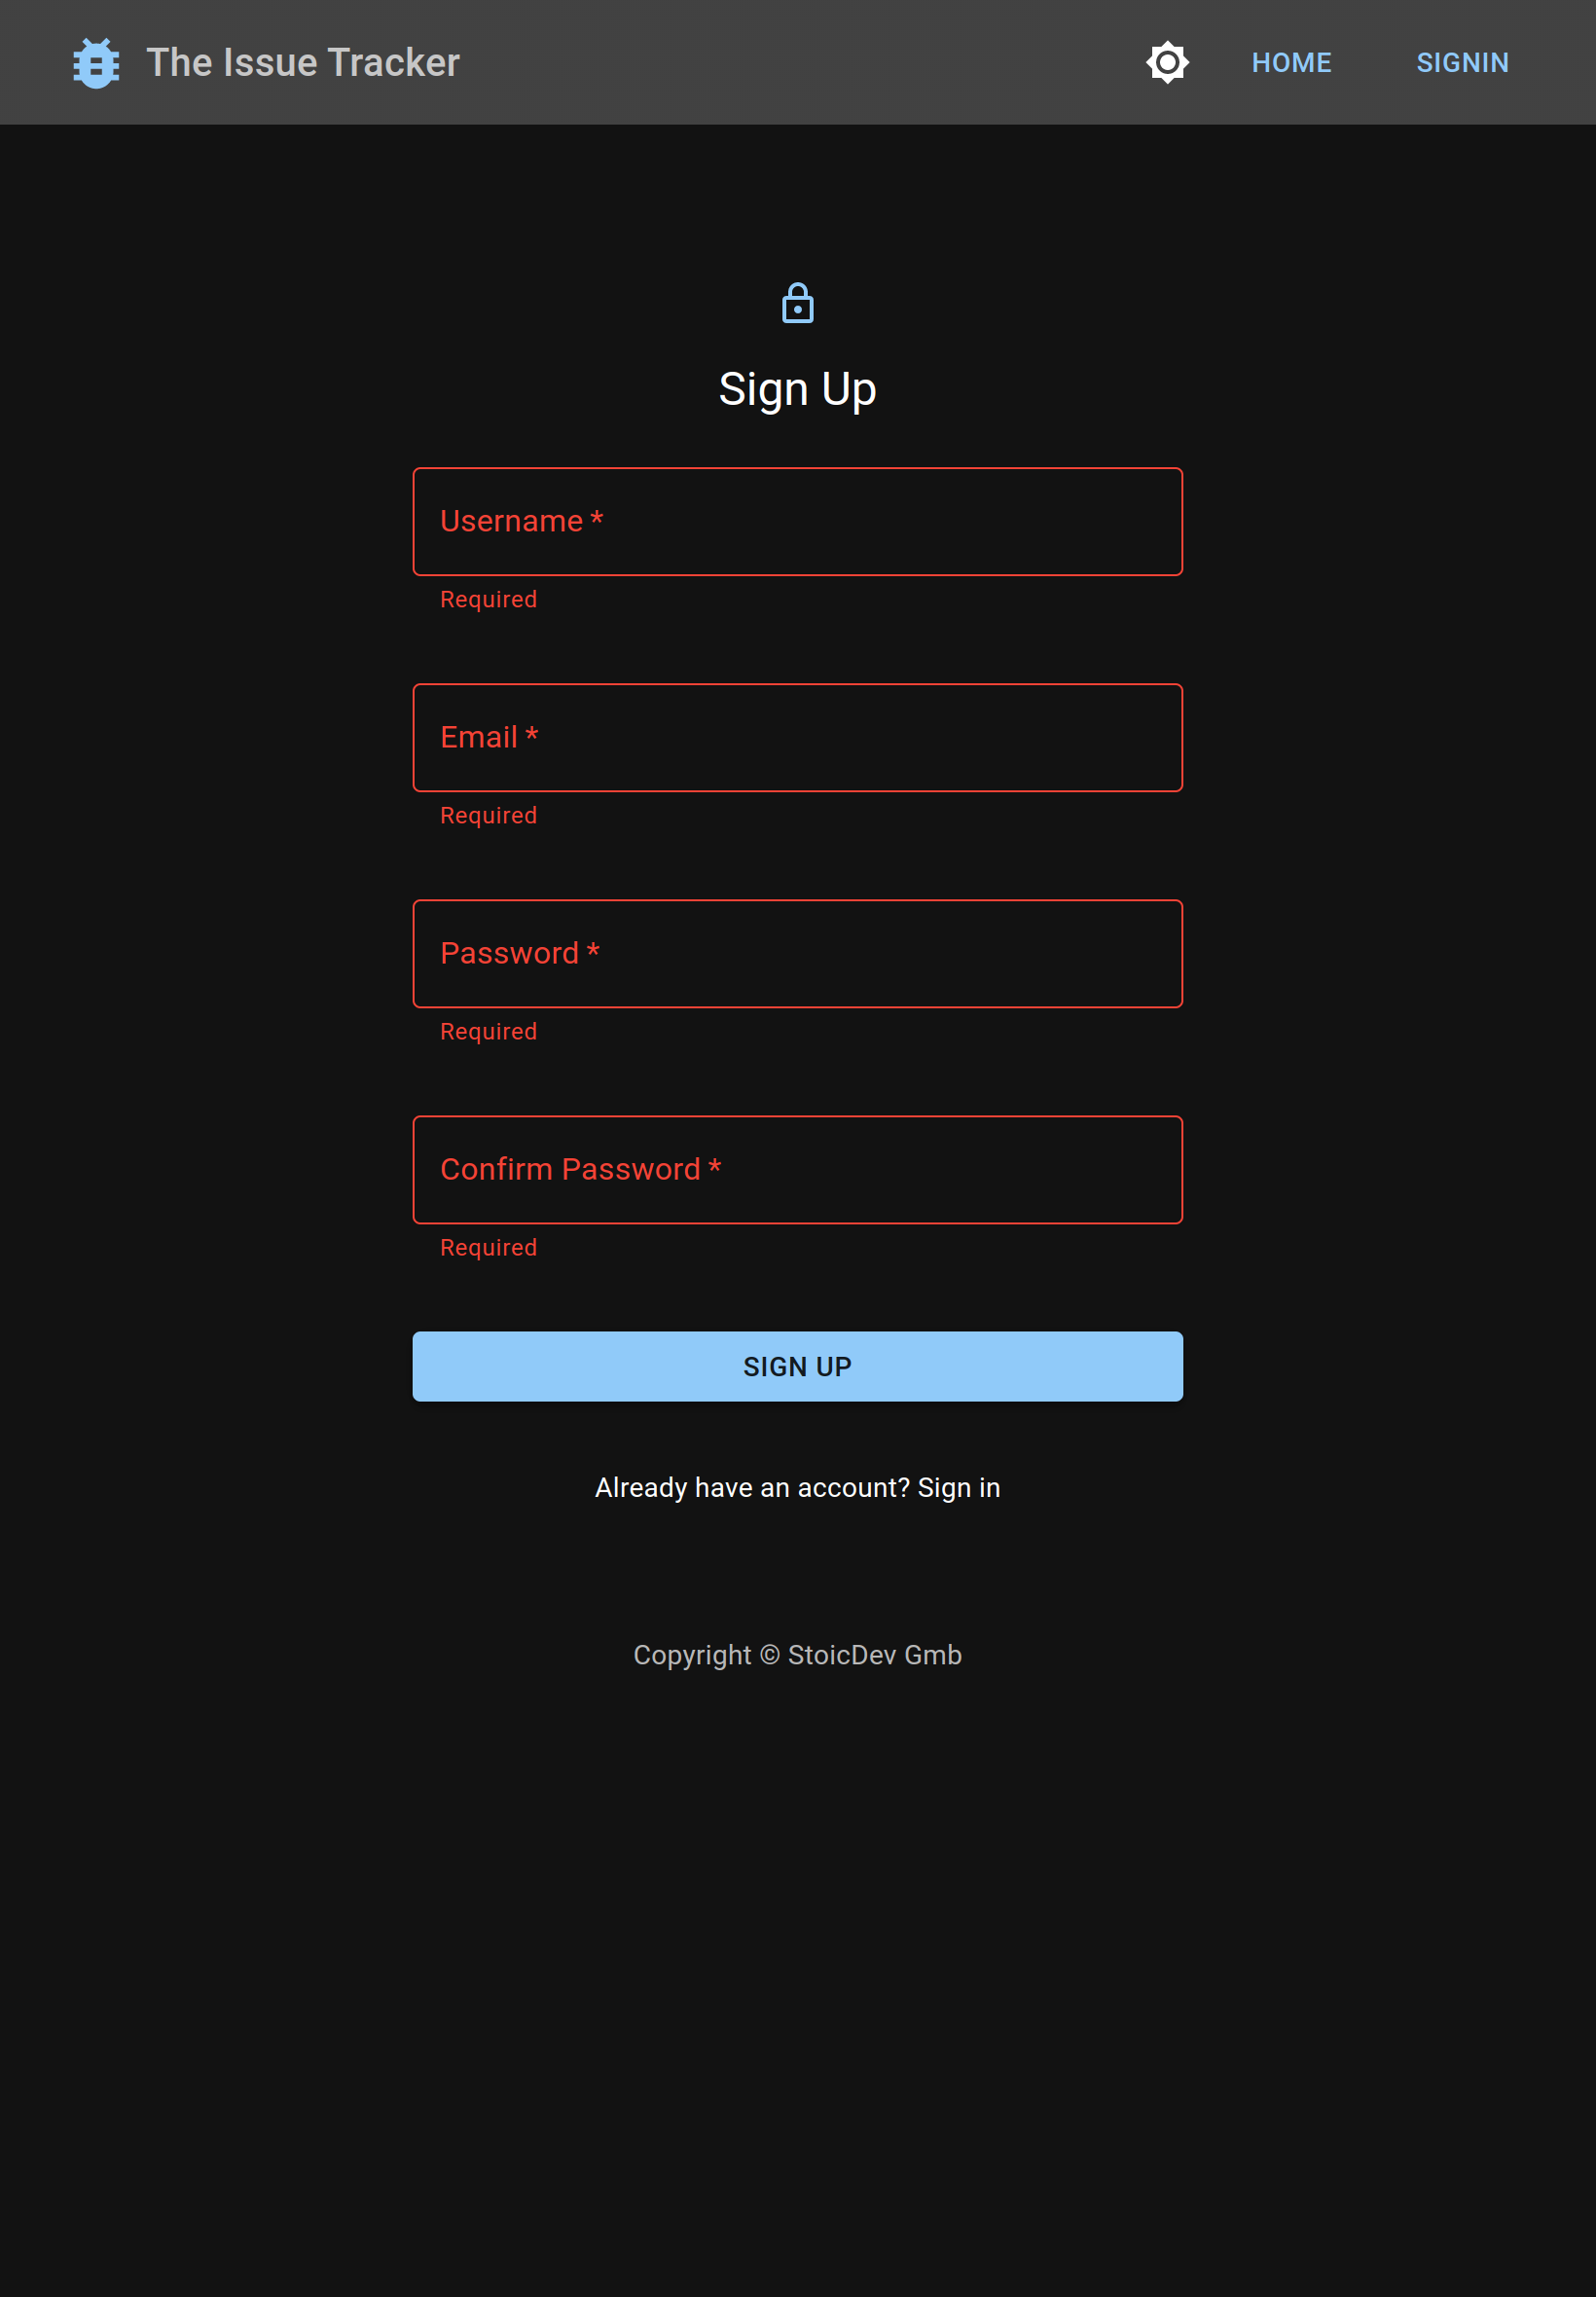 The Issue Tracker
HOME
SIGNIN
Sign Up
Username *
Required
Email *
Required
Password *
Required
Confirm Password *
Required
SIGN UP
Already have an account? Sign in
Copyright © StoicDev Gmb